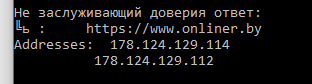 Не заслуживающий доверия ответ:
╚ь :     https://www.onliner.by
Addresses:  178.124.129.114
          178.124.129.112